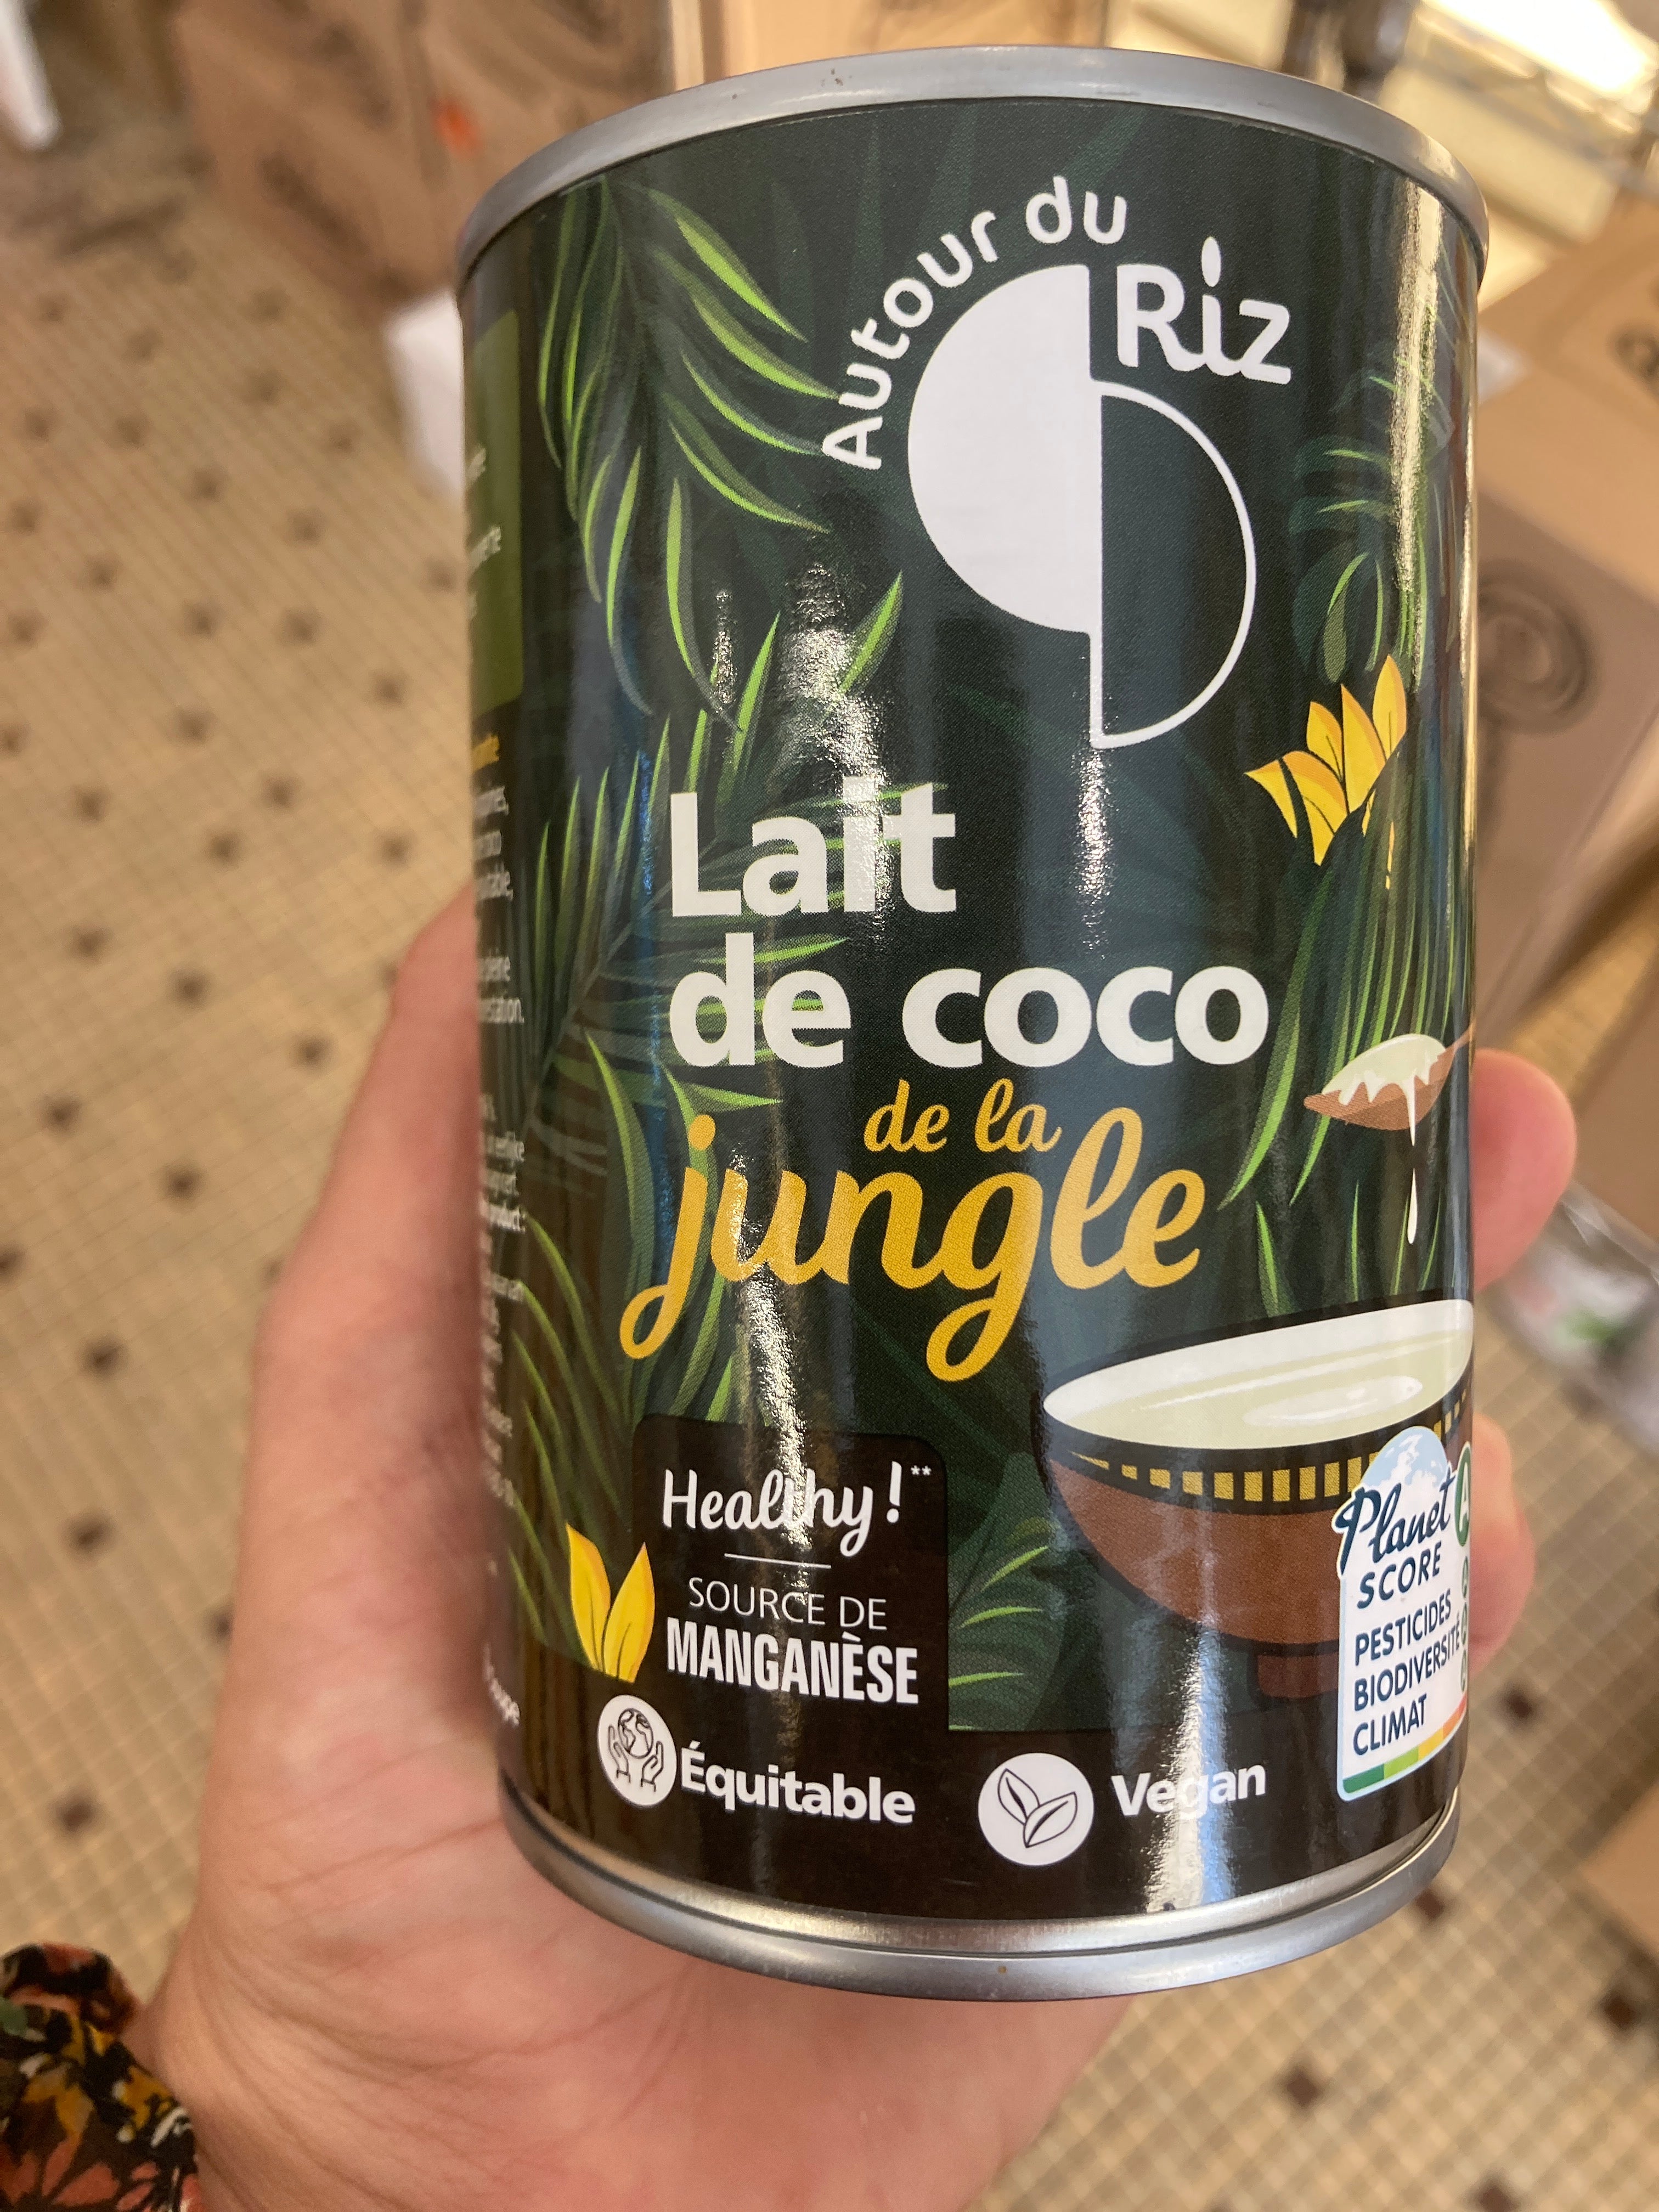 Autour du
Riz
Lait
de coco
de la
jungle
Healthy!**
SOURCE DE
MANGANÈSE
Équitable
Vegan
Planet
SCORE
A
PESTICIDES
BIODIVERSITÉ
CLIMAT
product: